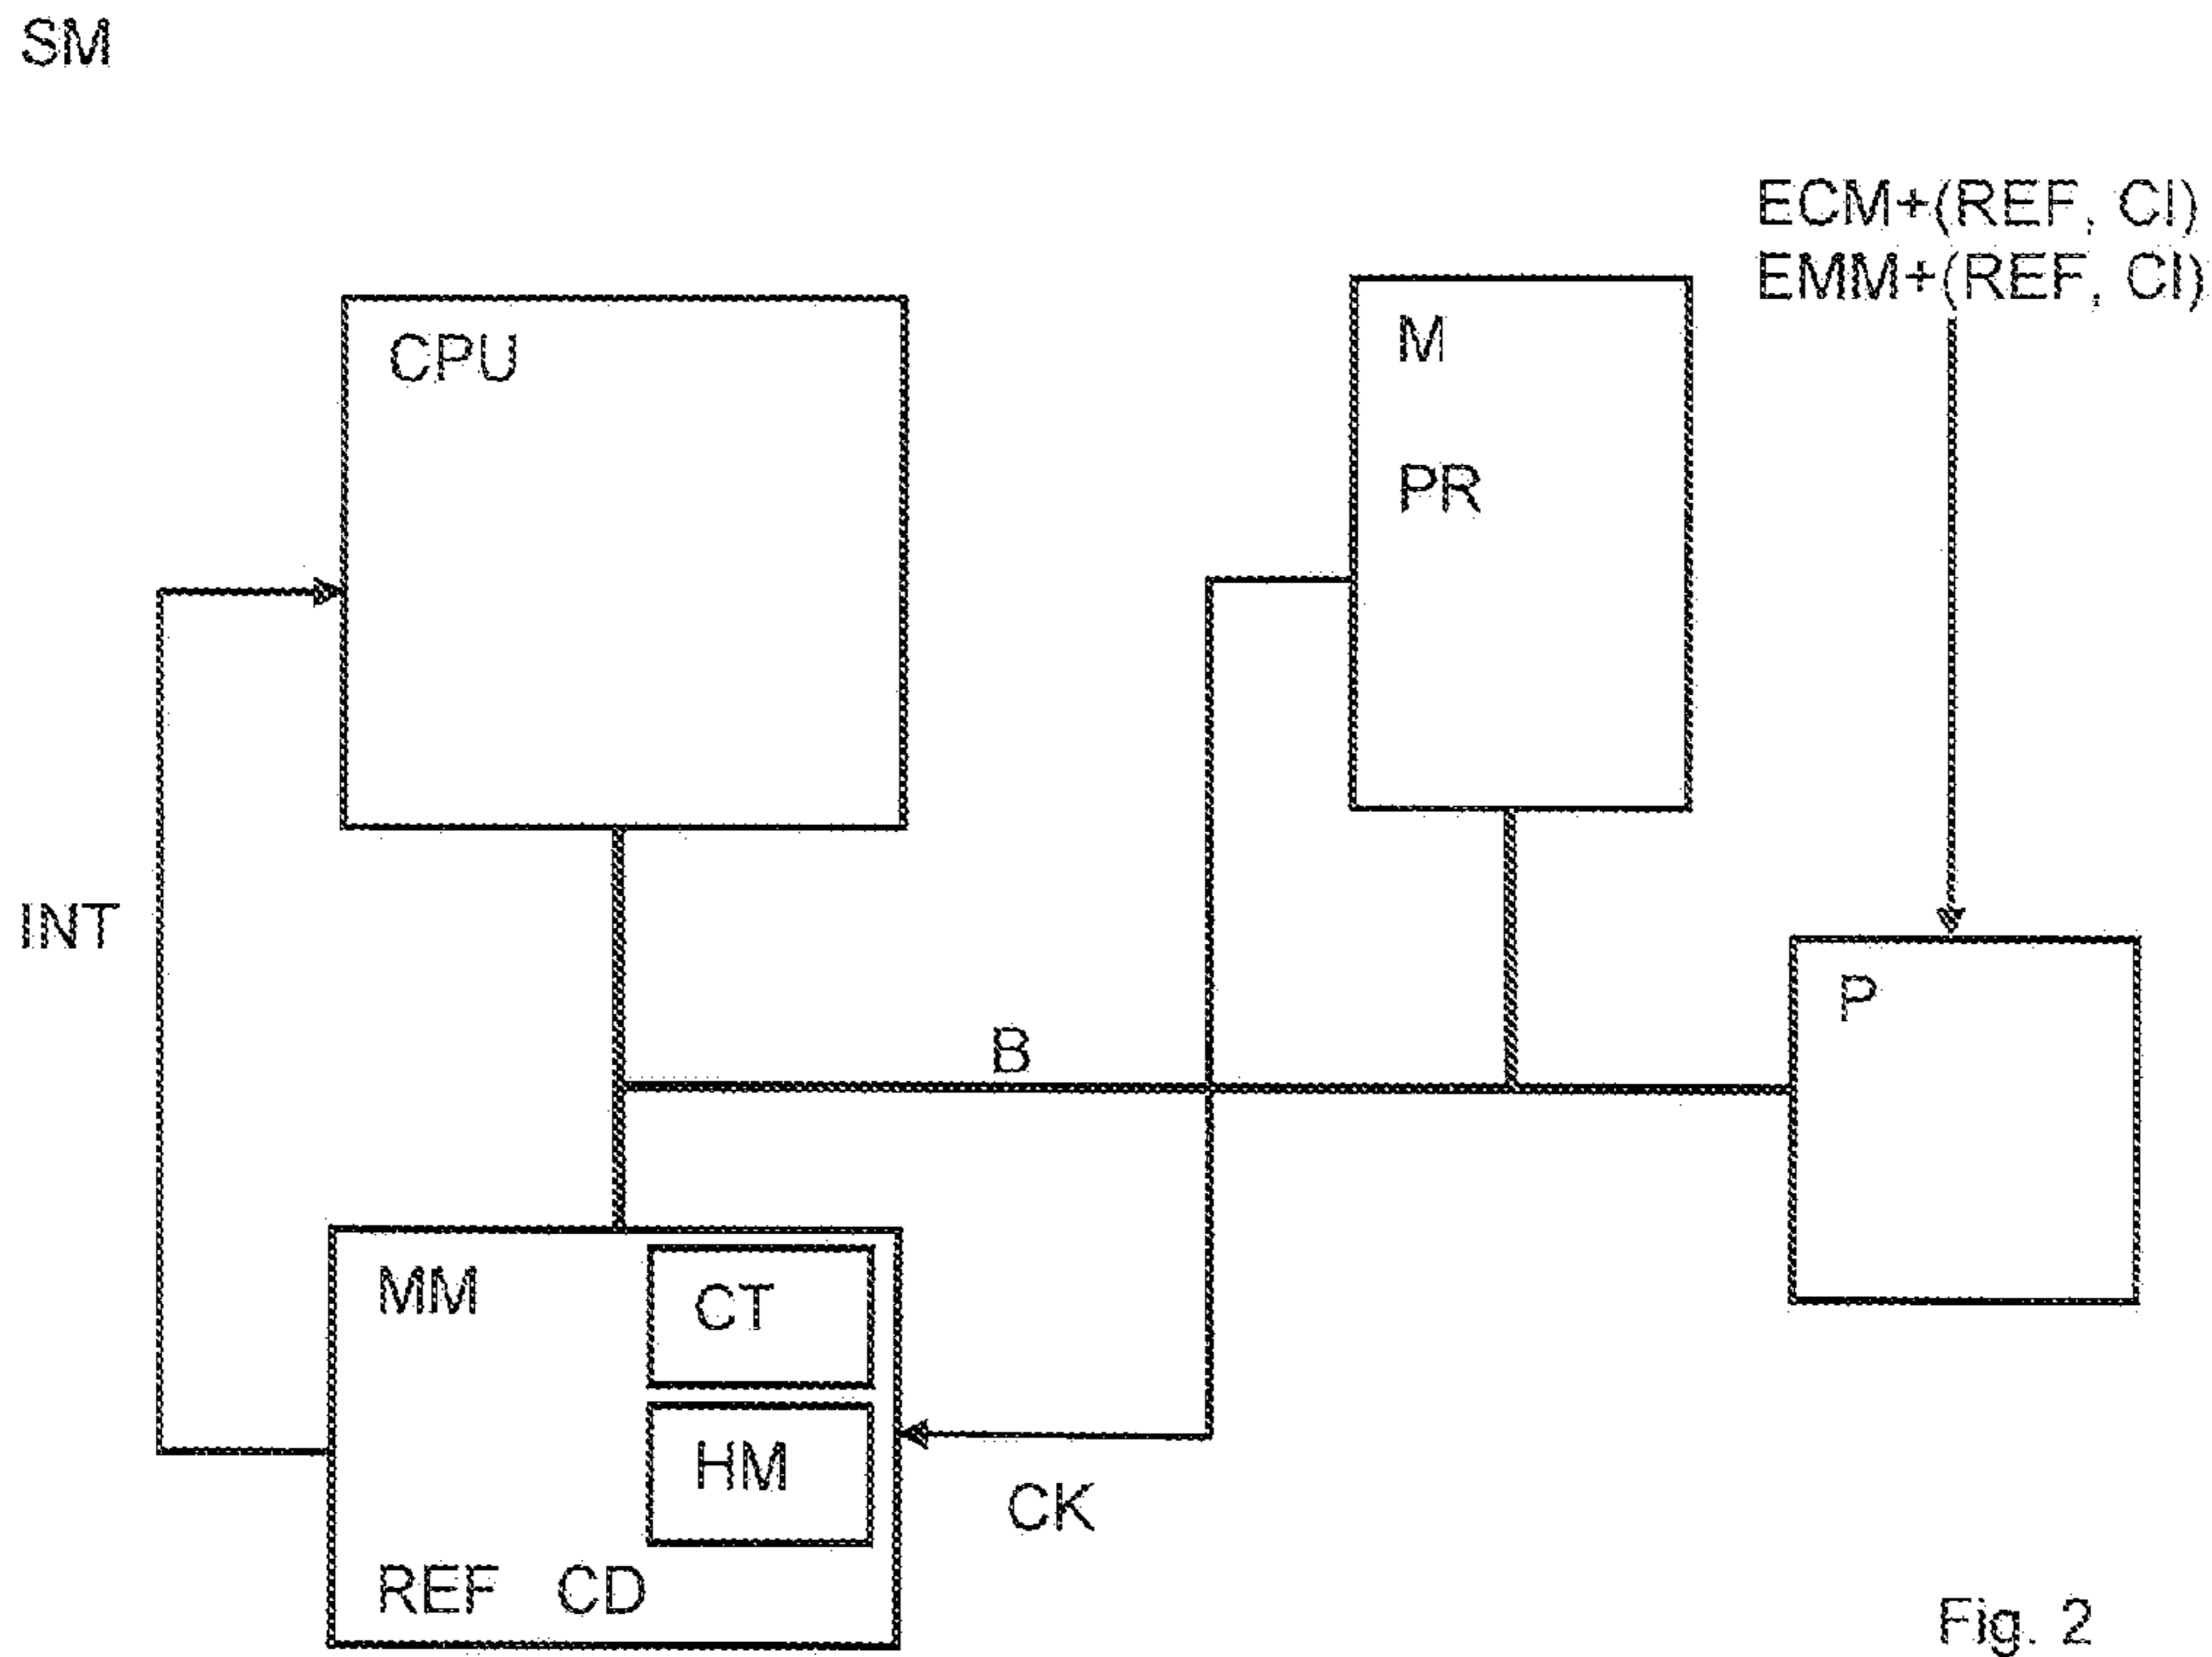 SM
ECM+(REF, CI)
EMM+(REF, CI)
CPU
M
PR
INT
P
B
MM
CT
HM
CK
REF CD
Fig. 2